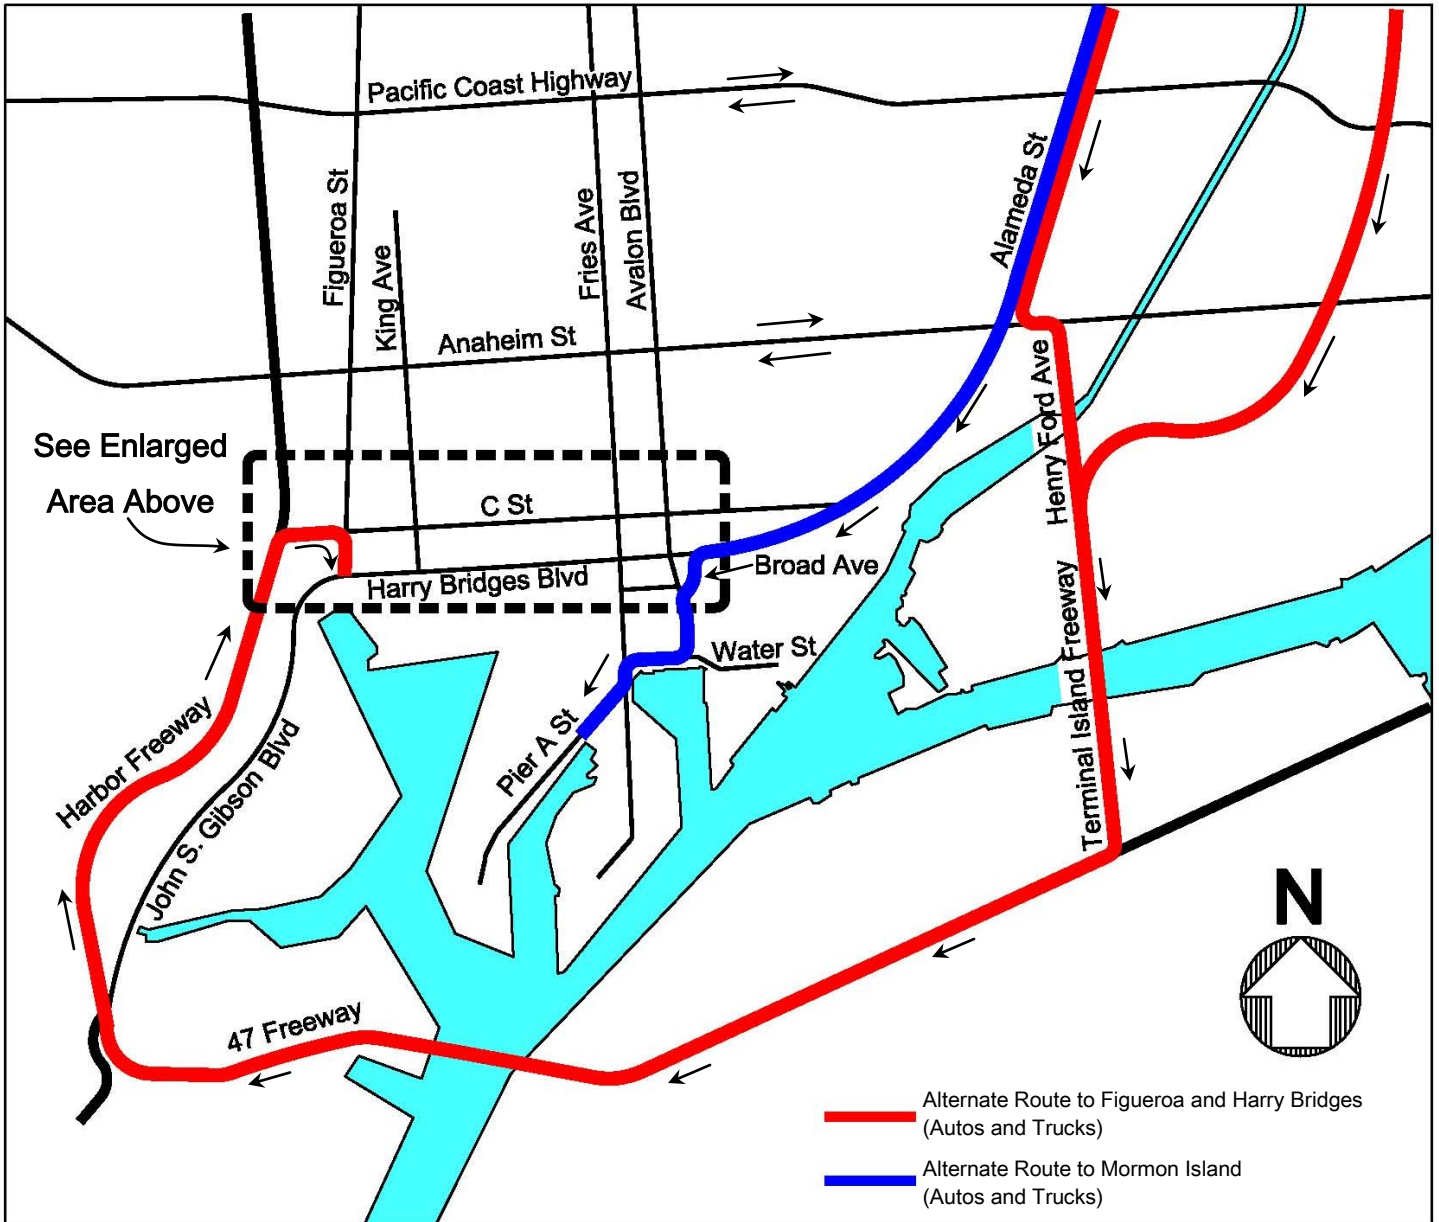 Pacific Coast Highway
Figueroa St
King Ave
Fries Ave
Avalon Blvd
Alameda St
Anaheim St
See Enlarged
Area Above
C St
Henry Ford Ave
Broad Ave
Harry Bridges Blvd
Water St
Terminal Island Freeway
Pier A St
Harbor Freeway
John S. Gibson Blvd
N
47 Freeway
Alternate Route to Figueroa and Harry Bridges
(Autos and Trucks)
Alternate Route to Mormon Island
(Autos and Trucks)